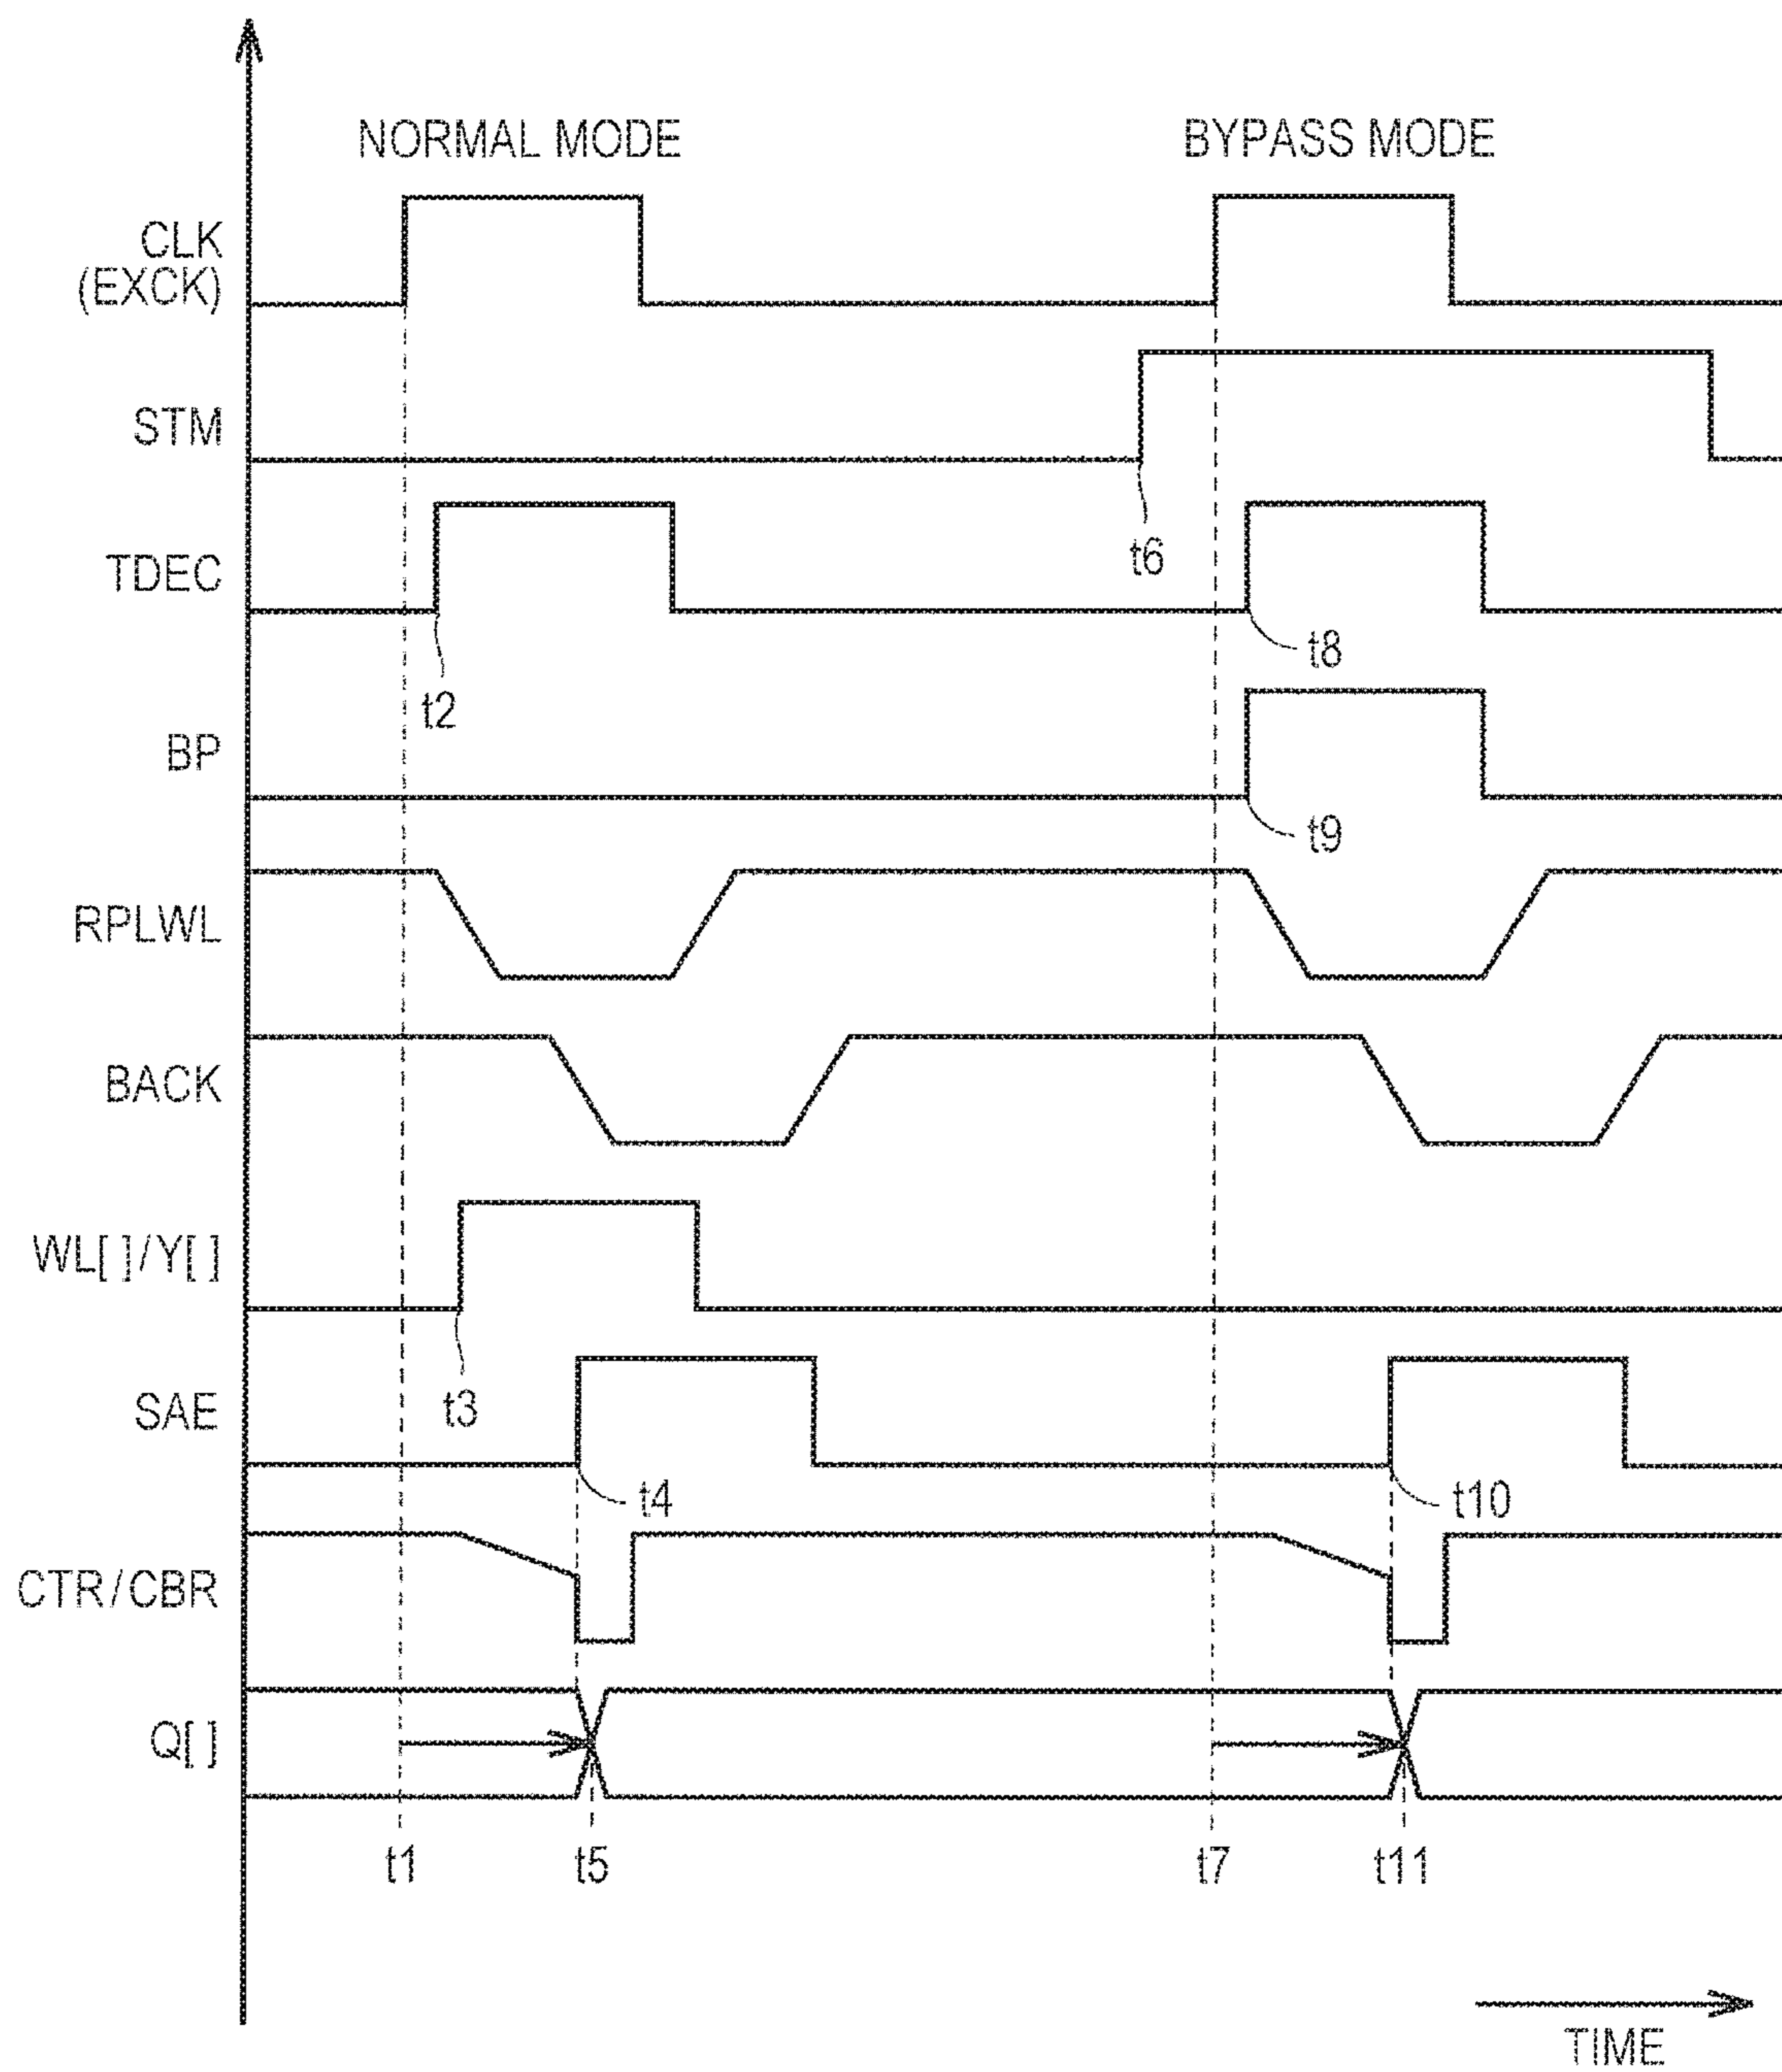 NORMAL MODE
BYPASS MODE
CLK
(EXCK)
STM
t6
TDEC
t2
t8
BP
t9
RPLWL
BACK
WL[ ]/Y[ ]
t3
SAE
t4
t10
CTR/CBR
Q[ ]
t1
t5
t7
t11
TIME